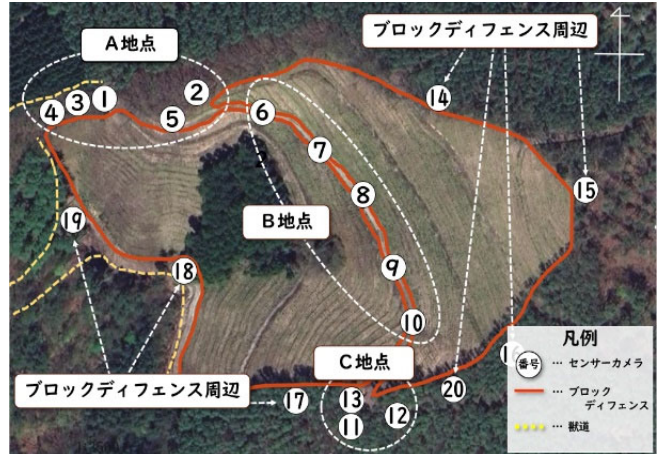 A地点
ブロックディフェンス周辺
2
14
4
3
1
5
6
7
15
8
19
B地点
18
9
10
凡例
番号 … センサーカメラ
C地点
ブロックディフェンス周辺
17
13
12
20
11
… ブロック
ディフェンス
… 獣道